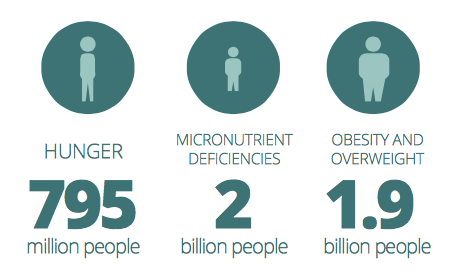 HUNGER
795
million people
MICRONUTRIENT
DEFICIENCIES
2
billion people
OBESITY AND
OVERWEIGHT
1.9
billion people